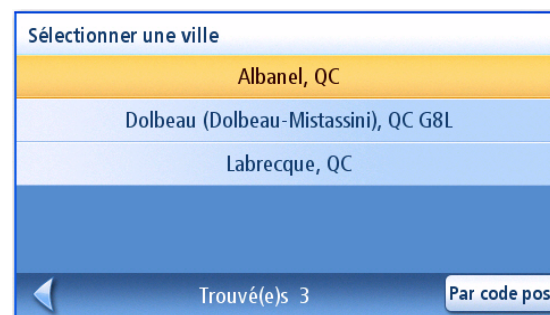 Sélectionner une ville
Albanel, QC
Dolbeau (Dolbeau-Mistassini), QC G8L
Labrecque, QC
Trouvé(e)s 3
Par code pos